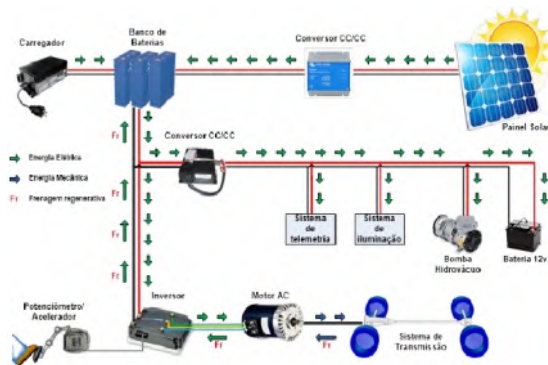 Carregador
Banco de
Baterias
Conversor CC/CC
Painel Solar
Fr
Conversor CC/CC
Energia Elétrica
Energia Mecânica
Fr Frenagem regenerativa
Fr
Sistema
de
telemetria
Sistema
de
iluminação
Bomba
Hidrovácuo
Bateria 12v
Fr
Fr
Potenciômetro/
Acelerador
Inversor
Motor AC
Fr
Fr
Sistema de
Transmissão